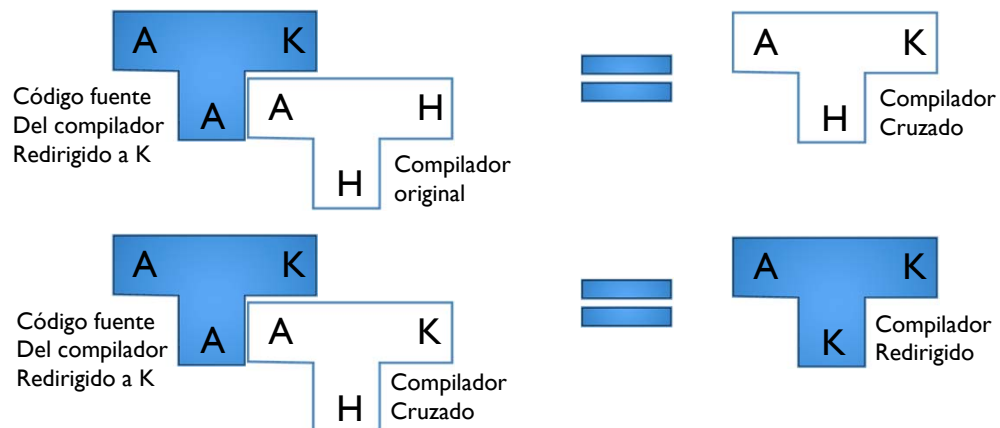 A K
A K
Código fuente
Del compilador
Redirigido a K
A
A H
H
Compilador
original
H
Compilador
Cruzado
A K
A K
Código fuente
Del compilador
Redirigido a K
A
A K
H
Compilador
Cruzado
K
Compilador
Redirigido